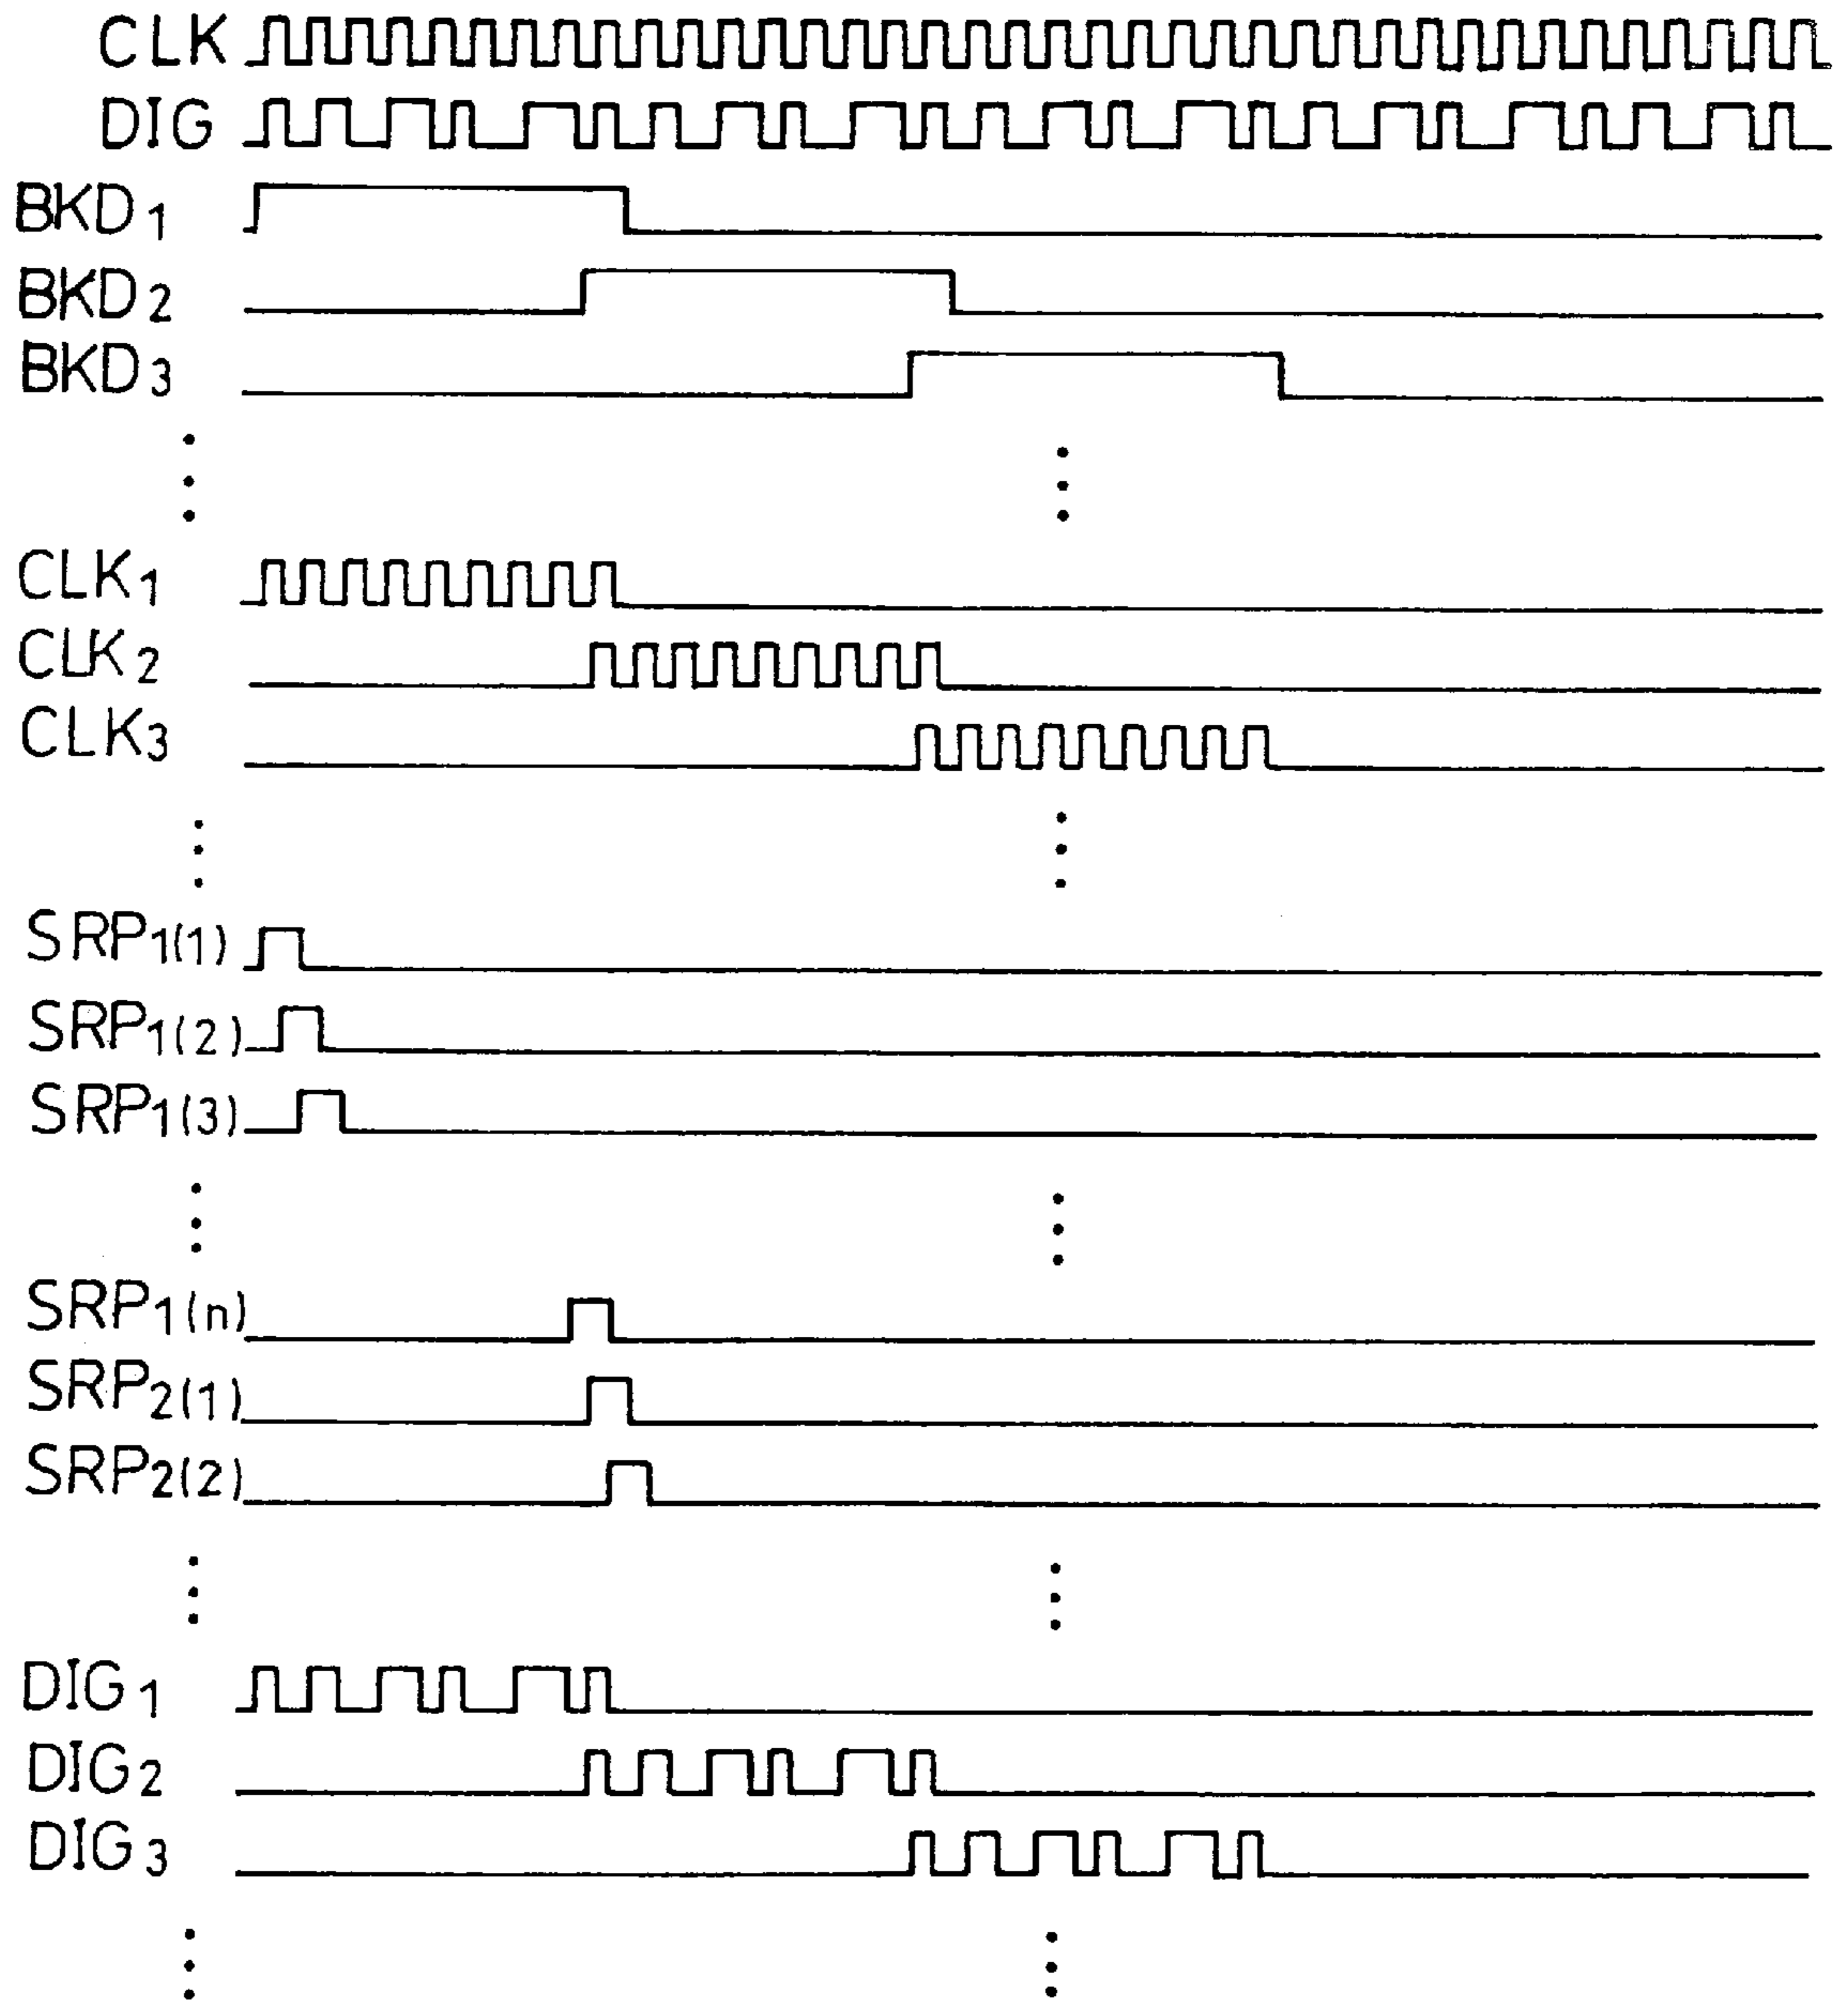 CLK
DIG
BKD1
BKD2
BKD3
CLK1
CLK2
CLK3
SRP1(1)
SRP1(2)
SRP1(3)
SRP1(n)
SRP2(1)
SRP2(2)
DIG1
DIG2
DIG3